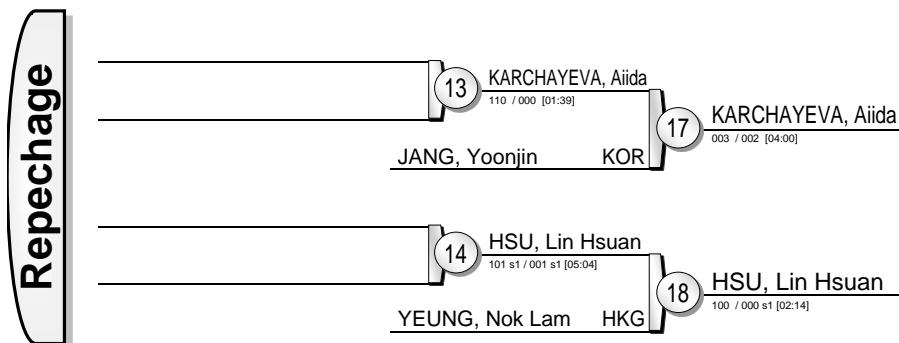 Repechage
13
KARCHAYEVA, Aiida
110 / 000 [01:39]
17
KARCHAYEVA, Aiida
003 / 002 [04:00]
JANG, Yoonjin KOR
14
HSU, Lin Hsuan
101 s1 / 001 s1 [05:04]
18
HSU, Lin Hsuan
100 / 000 s1 [02:14]
YEUNG, Nok Lam HKG